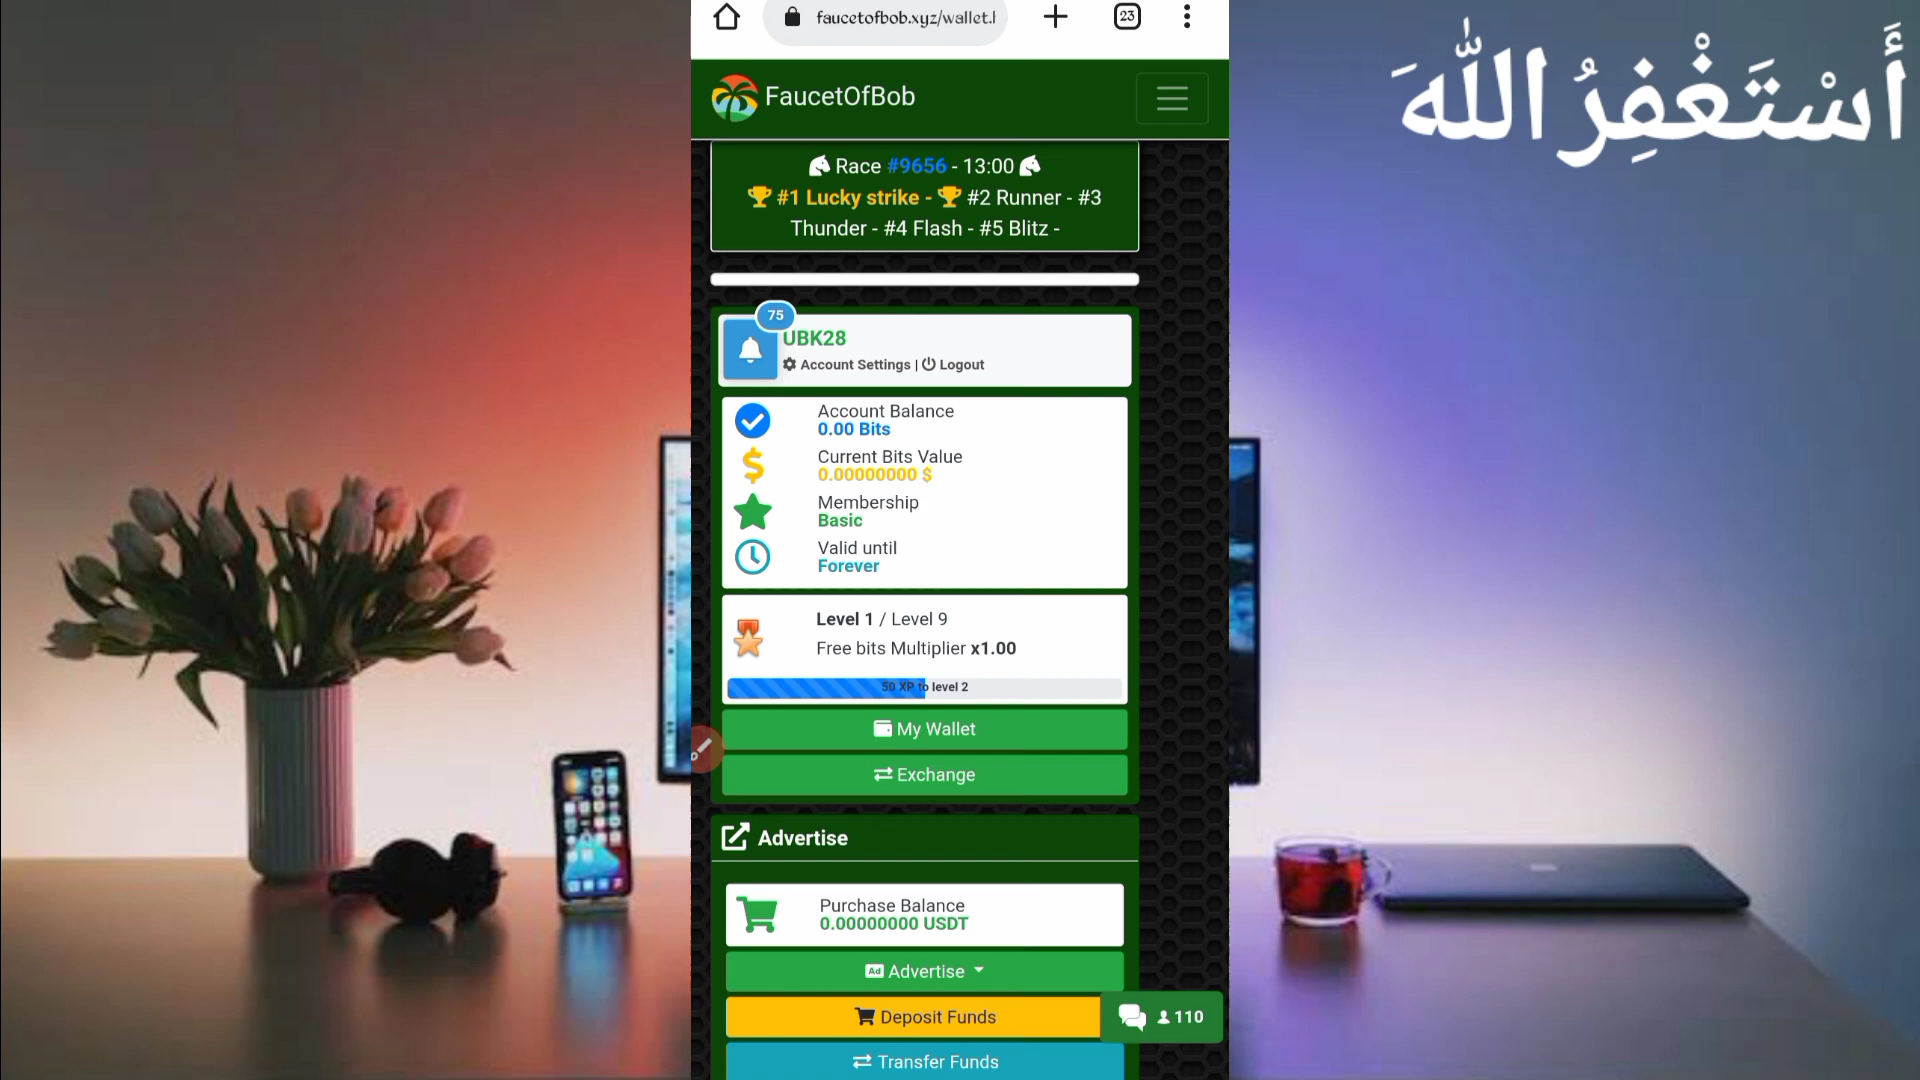 faucetofbob.xyz/wallet.h
23
أَسْتَغْفِرُ اللّٰهَ
FaucetOfBob
Race #9656 - 13:00
#1 Lucky strike - #2 Runner - #3
Thunder - #4 Flash - #5 Blitz -
75
UBK28
Account Settings | Logout
Account Balance
0.00 Bits
Current Bits Value
0.00000000 $
Membership
Basic
Valid until
Forever
Level 1 / Level 9
Free bits Multiplier x1.00
50 XP to level 2
My Wallet
Exchange
Advertise
Purchase Balance
0.00000000 USDT
Ad Advertise
Deposit Funds
110
Transfer Funds